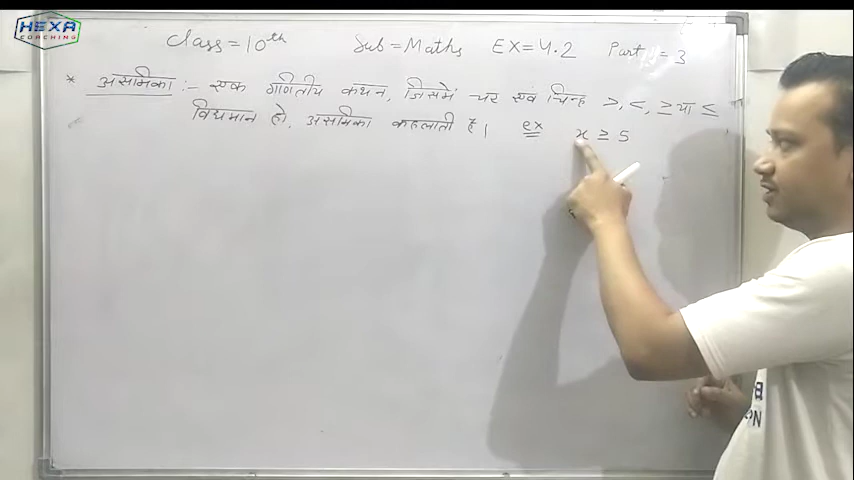 HEXA
COACHING
Class = 10th Sub = Maths EX = 4.2 Part = 3
* असमिका :- एक गणितीय कथन, जिसमें चर एवं चिन्ह >, <, ≥ या ≤
विद्यमान हो, असमिका कहलाती है। ex x ≥ 5